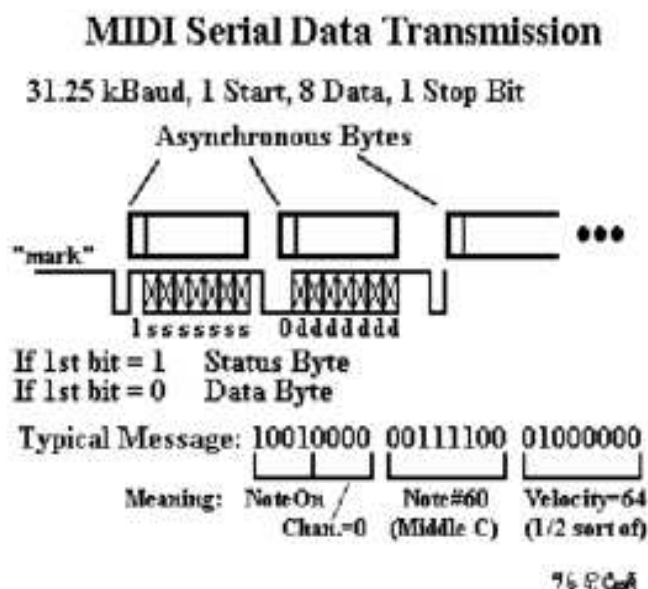 MIDI Serial Data Transmission
31.25 kBaud, 1 Start, 8 Data, 1 Stop Bit
Asynchronous Bytes
"mark"
1 s s s s s s s 0 d d d d d d d
If 1st bit = 1 Status Byte
If 1st bit = 0 Data Byte
Typical Message: 10010000 00111100 01000000
Meaning: NoteOn Note#60 Velocity=64
Chan.=0 (Middle C) (1/2 sort of)